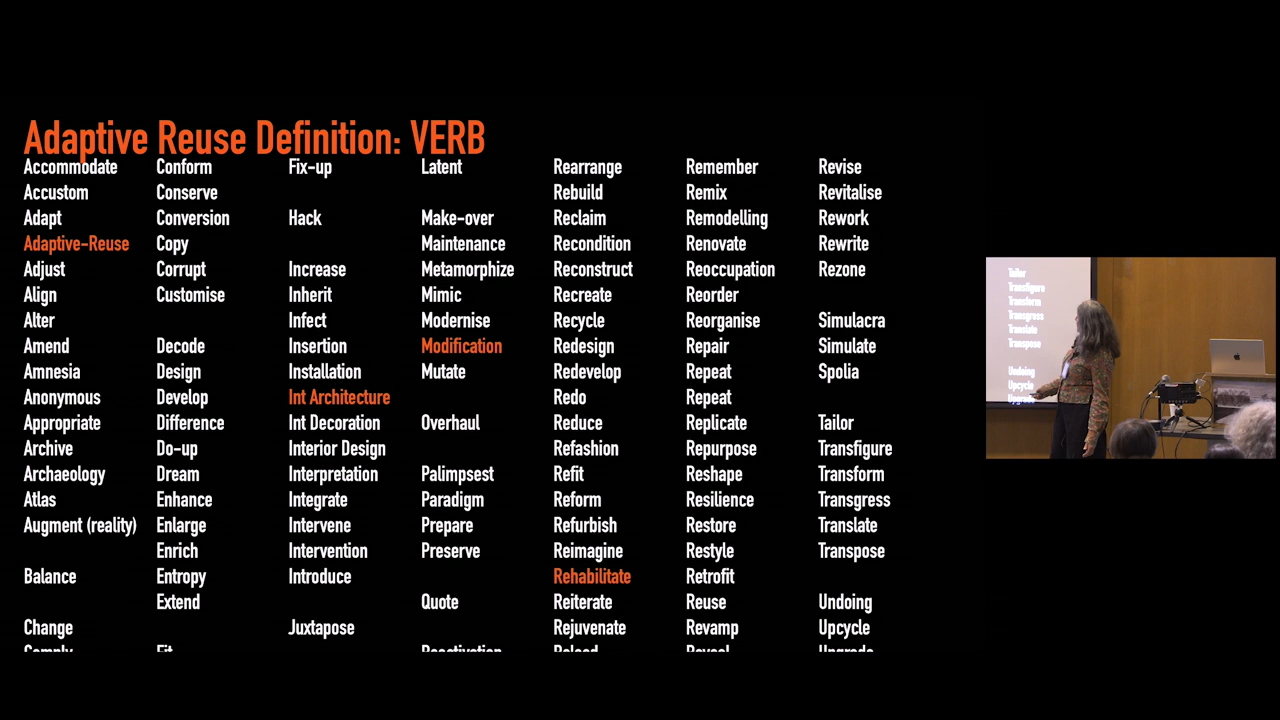 Adaptive Reuse Definition: VERB
Accommodate
Accustom
Adapt
Adaptive-Reuse
Adjust
Align
Alter
Amend
Amnesia
Anonymous
Appropriate
Archive
Archaeology
Atlas
Augment (reality)
Balance
Change
Comply
Conform
Conserve
Conversion
Copy
Corrupt
Customise
Decode
Design
Develop
Difference
Do-up
Dream
Enhance
Enlarge
Enrich
Entropy
Extend
Fit
Fix-up
Hack
Increase
Inherit
Infect
Insertion
Installation
Int Architecture
Int Decoration
Interior Design
Interpretation
Integrate
Intervene
Intervention
Introduce
Juxtapose
Latent
Make-over
Maintenance
Metamorphize
Mimic
Modernise
Modification
Mutate
Overhaul
Palimpsest
Paradigm
Prepare
Preserve
Quote
Reactivation
Rearrange
Rebuild
Reclaim
Recondition
Reconstruct
Recreate
Recycle
Redesign
Redevelop
Redo
Reduce
Refashion
Refit
Reform
Refurbish
Reimagine
Rehabilitate
Reiterate
Rejuvenate
Reload
Remember
Remix
Remodelling
Renovate
Reoccupation
Reorder
Reorganise
Repair
Repeat
Repeat
Replicate
Repurpose
Reshape
Resilience
Restore
Restyle
Retrofit
Reuse
Revamp
Reveal
Revise
Revitalise
Rework
Rewrite
Rezone
Simulacra
Simulate
Spolia
Tailor
Transfigure
Transform
Transgress
Translate
Transpose
Undoing
Upcycle
Upgrade
Tailor
Transfigure
Transform
Transgress
Translate
Transpose
Undoing
Upcycle
Upgrade